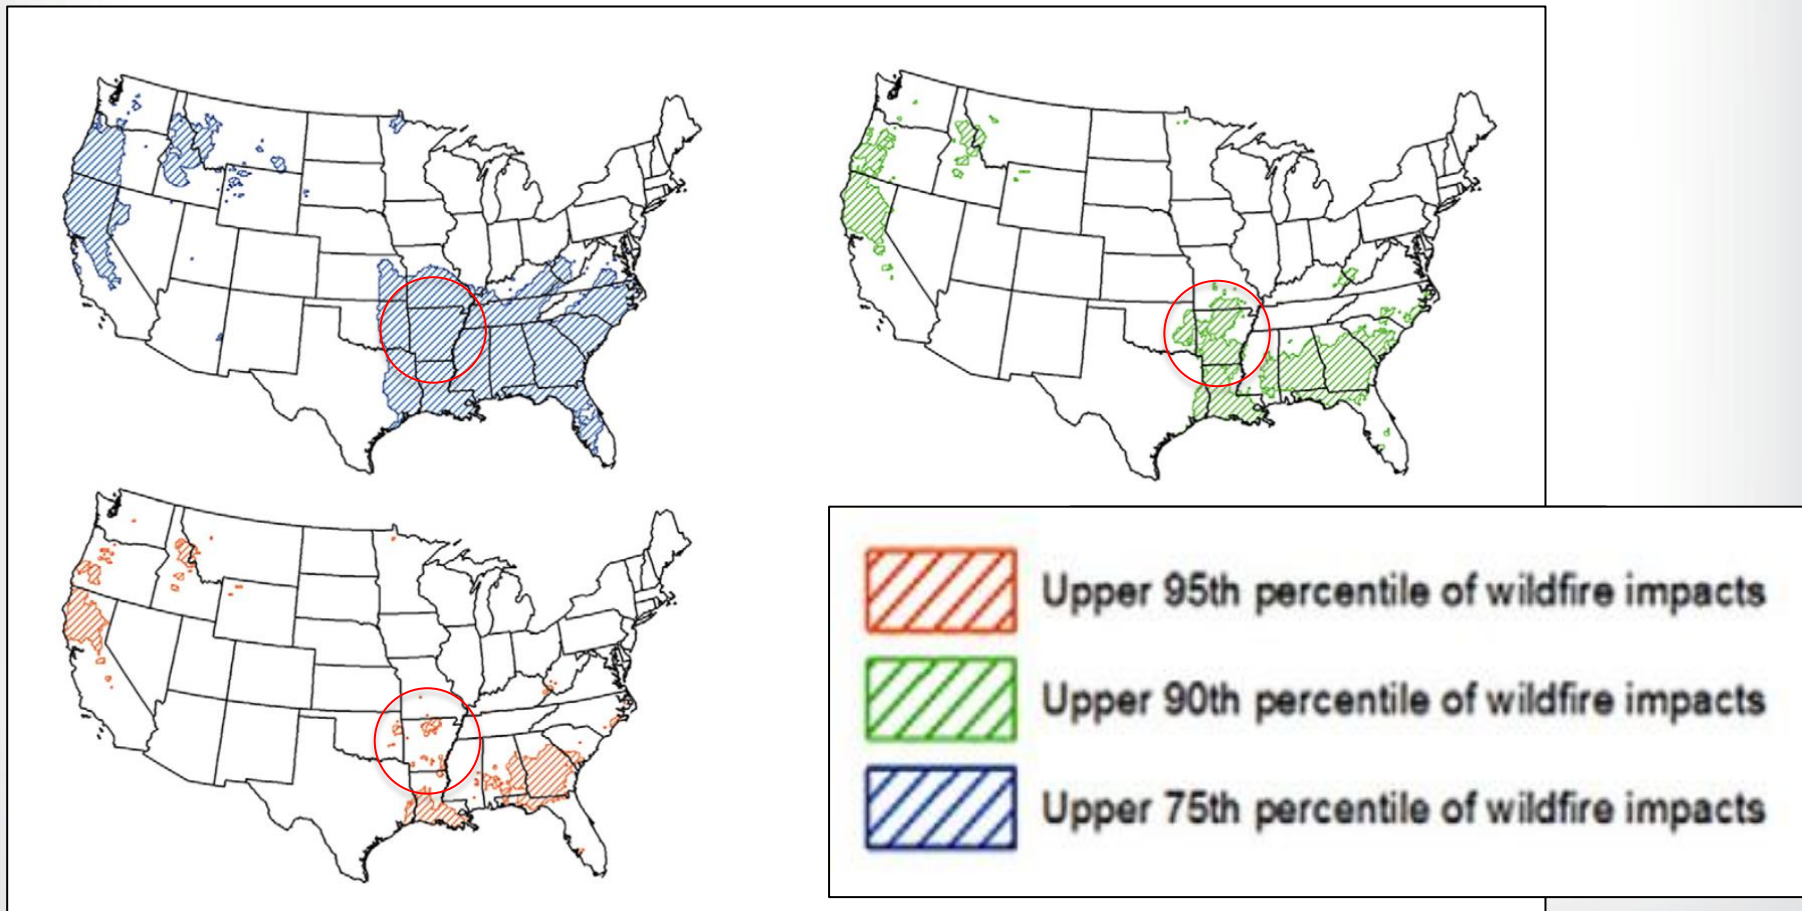 Upper 95th percentile of wildfire impacts
Upper 90th percentile of wildfire impacts
Upper 75th percentile of wildfire impacts